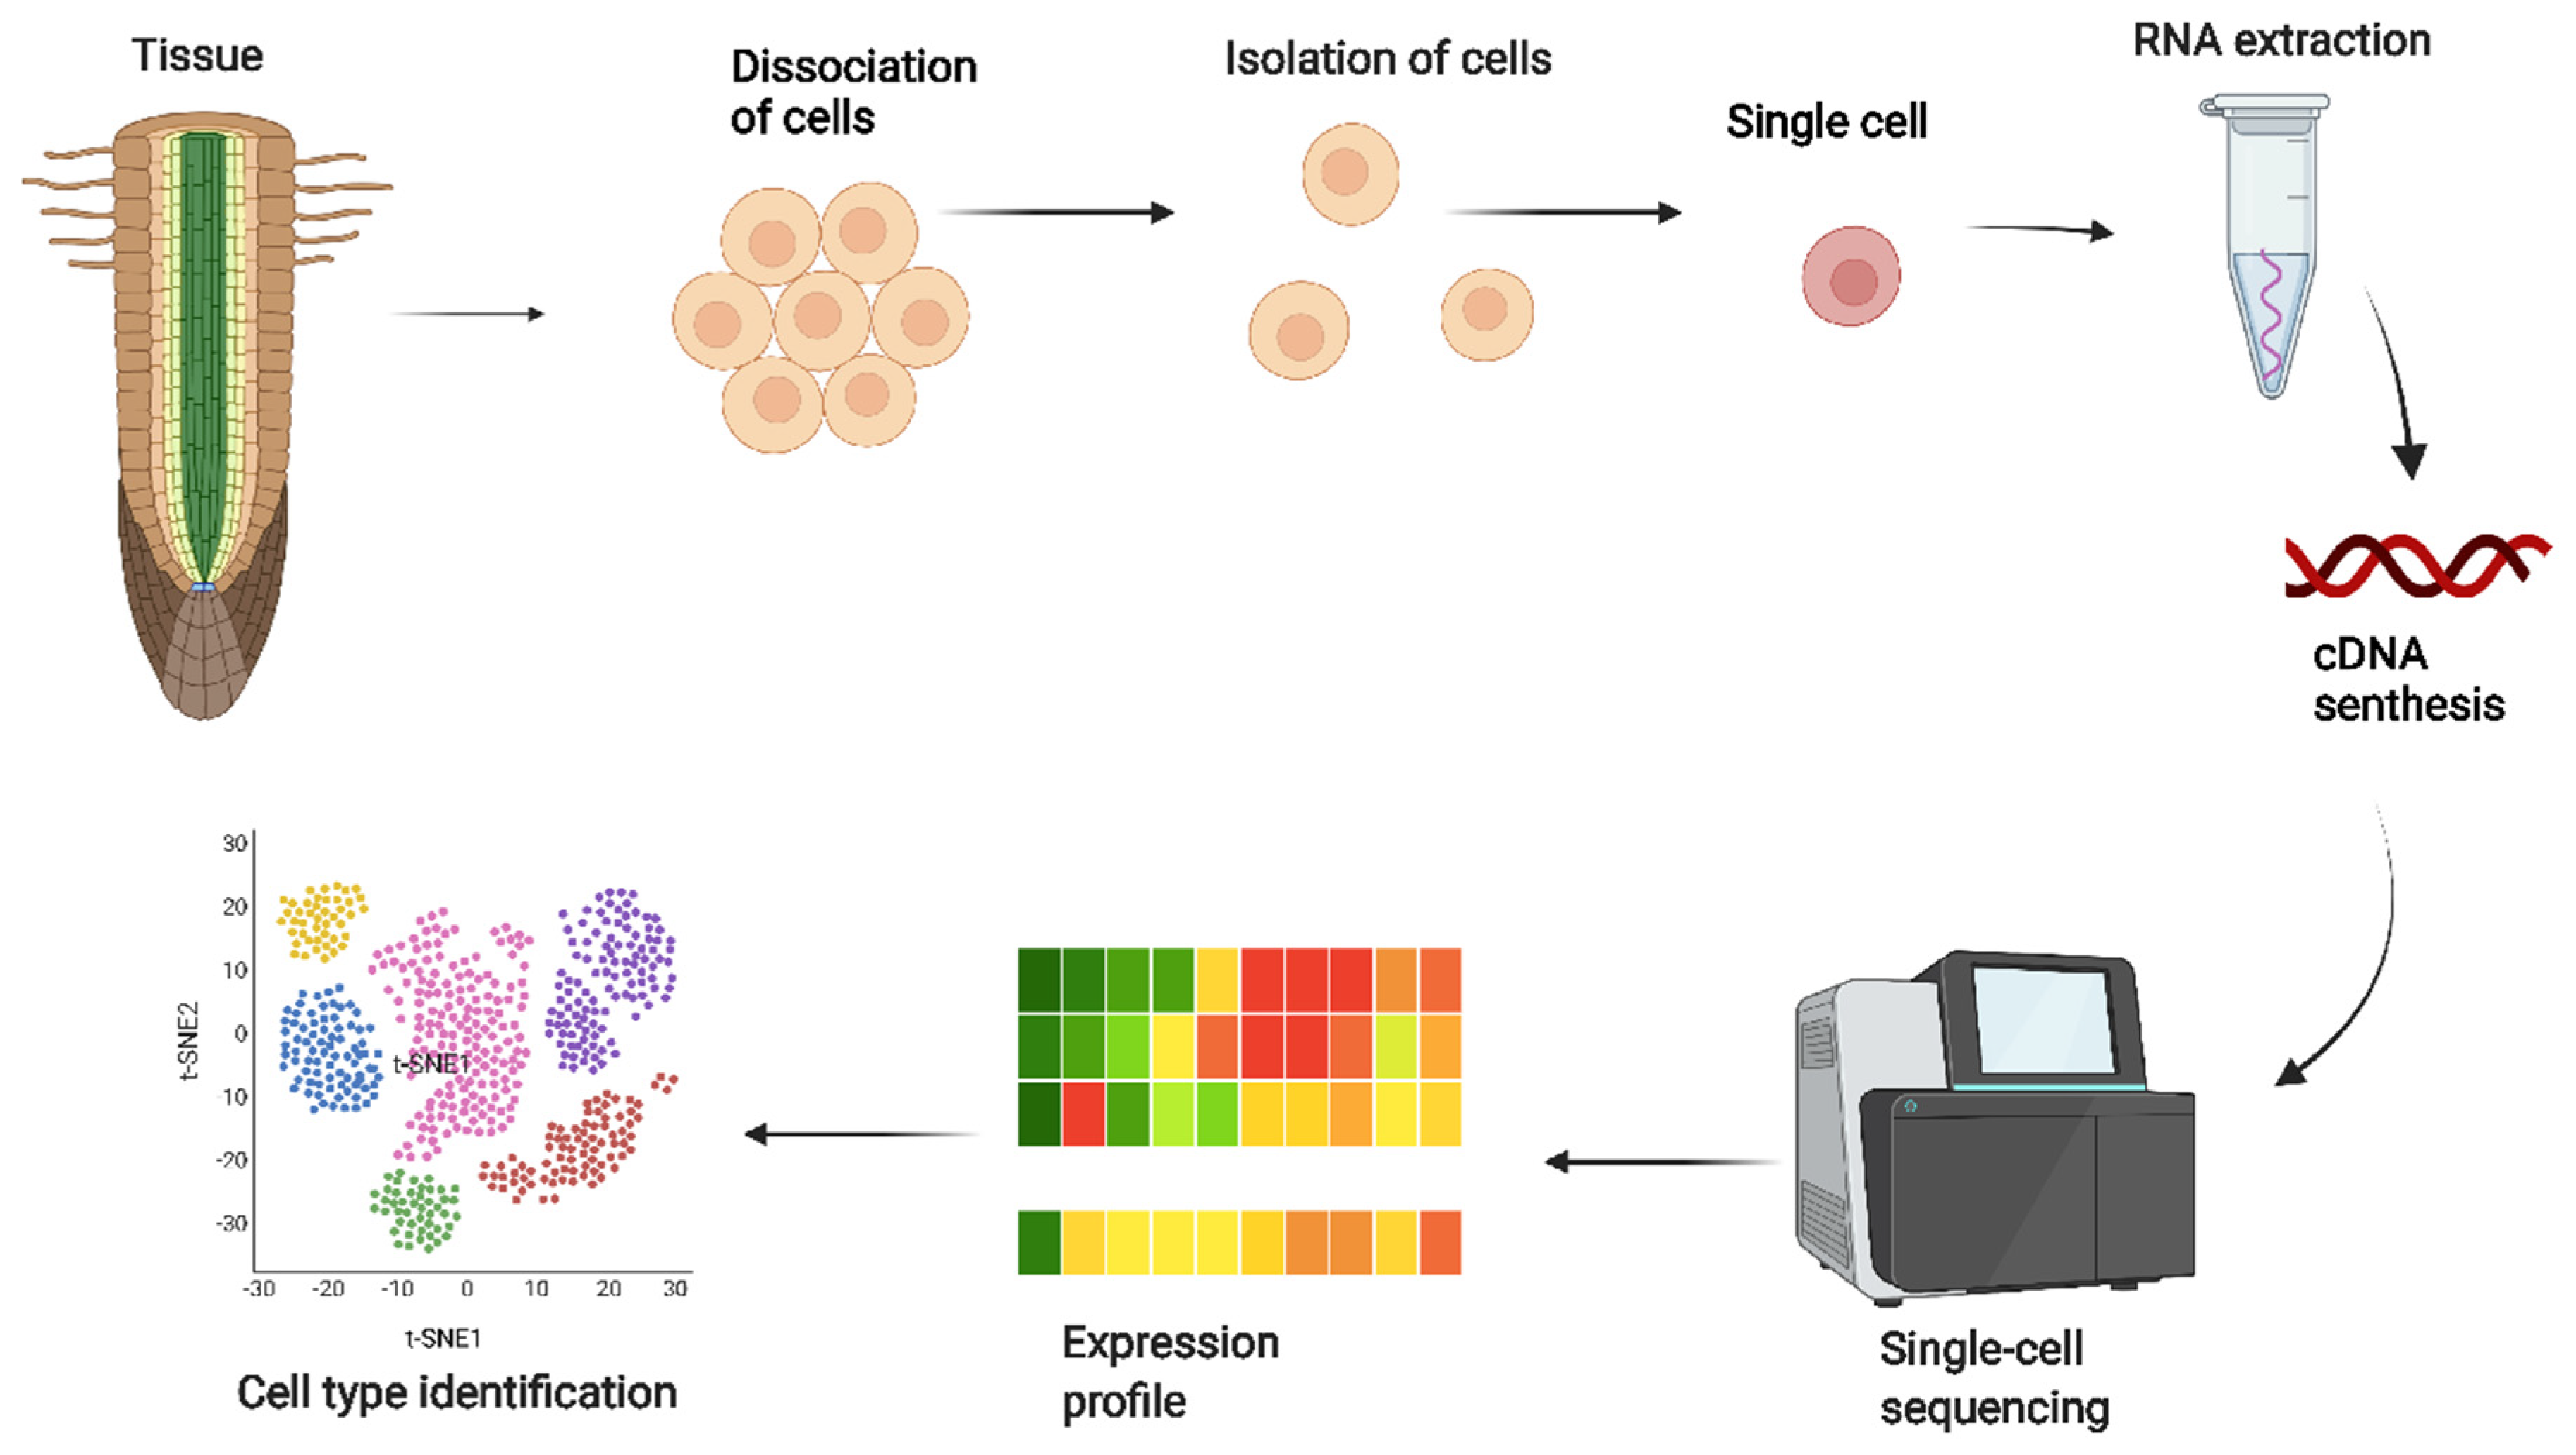 Tissue
Dissociation
of cells
Isolation of cells
Single cell
RNA extraction
cDNA
senthesis
Single-cell
sequencing
Expression
profile
30
20
10
0
-10
-20
-30
t-SNE2
t-SNE1
-30 -20 -10 0 10 20 30
t-SNE1
Cell type identification